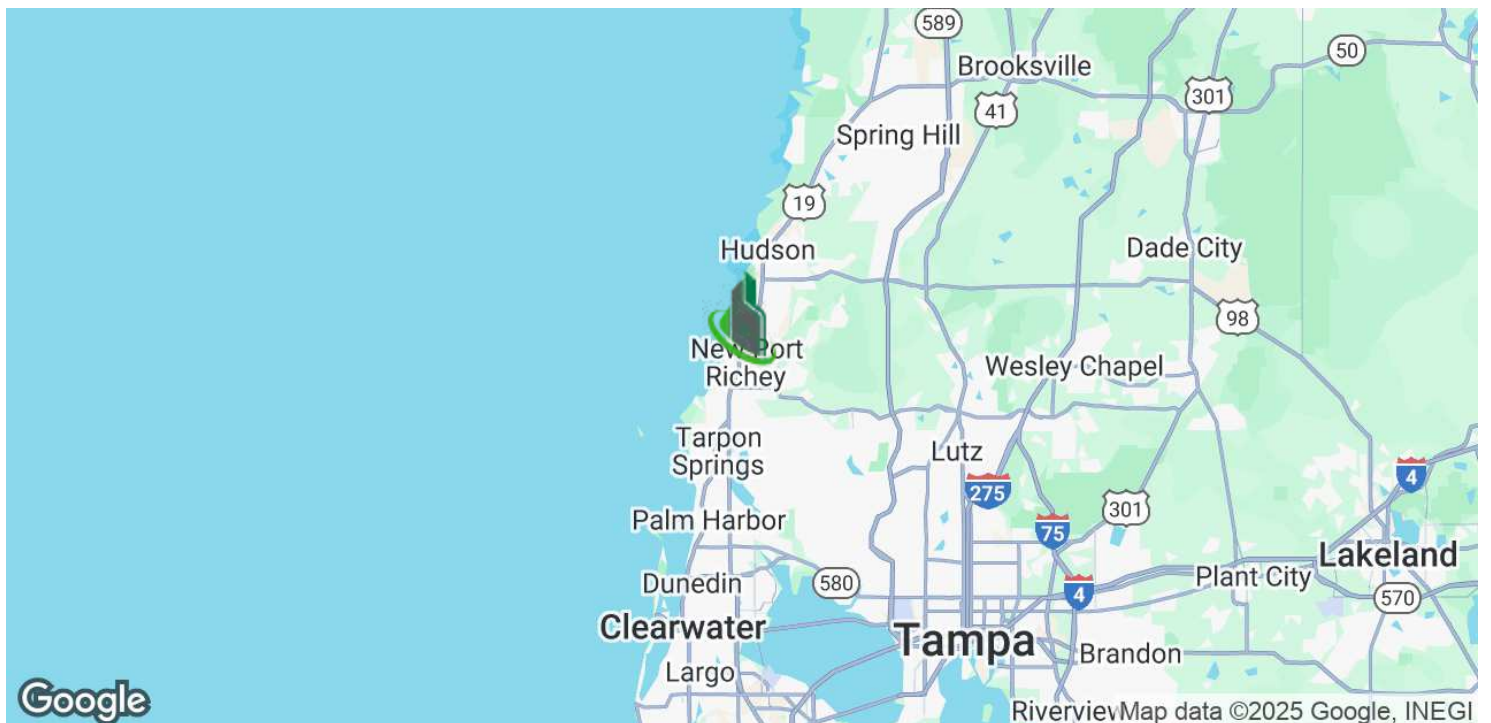 589
Brooksville
50
301
41
Spring Hill
19
Hudson
Dade City
98
New Port
Richey
Wesley Chapel
Tarpon
Springs
Lutz
275
4
301
75
Palm Harbor
Lakeland
Plant City
Dunedin
580
4
570
Clearwater
Tampa
Brandon
Largo
Google
Riverview
Map data ©2025 Google, INEGI